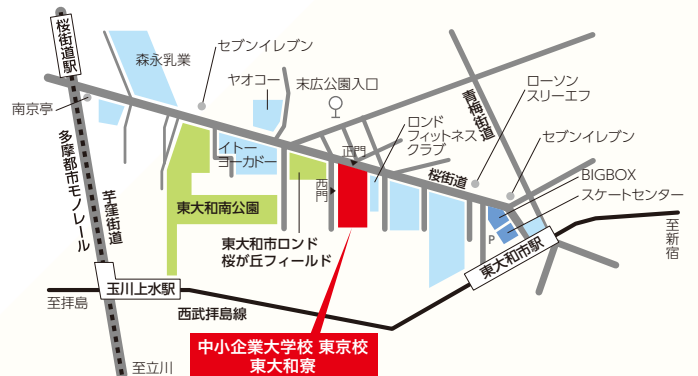 桜街道駅
森永乳業
セブンイレブン
ヤオコー
末広公園入口
青梅街道
ローソン
スリーエフ
南京亭
ロンド
フィットネス
クラブ
セブンイレブン
正門
イトー
ヨーカドー
西門
桜街道
BIGBOX
スケートセンター
多摩都市モノレール
芋窪街道
東大和南公園
東大和市ロンド
桜が丘フィールド
P
東大和市駅
至新宿
玉川上水駅
至拝島
西武拝島線
中小企業大学校 東京校
東大和寮
至立川